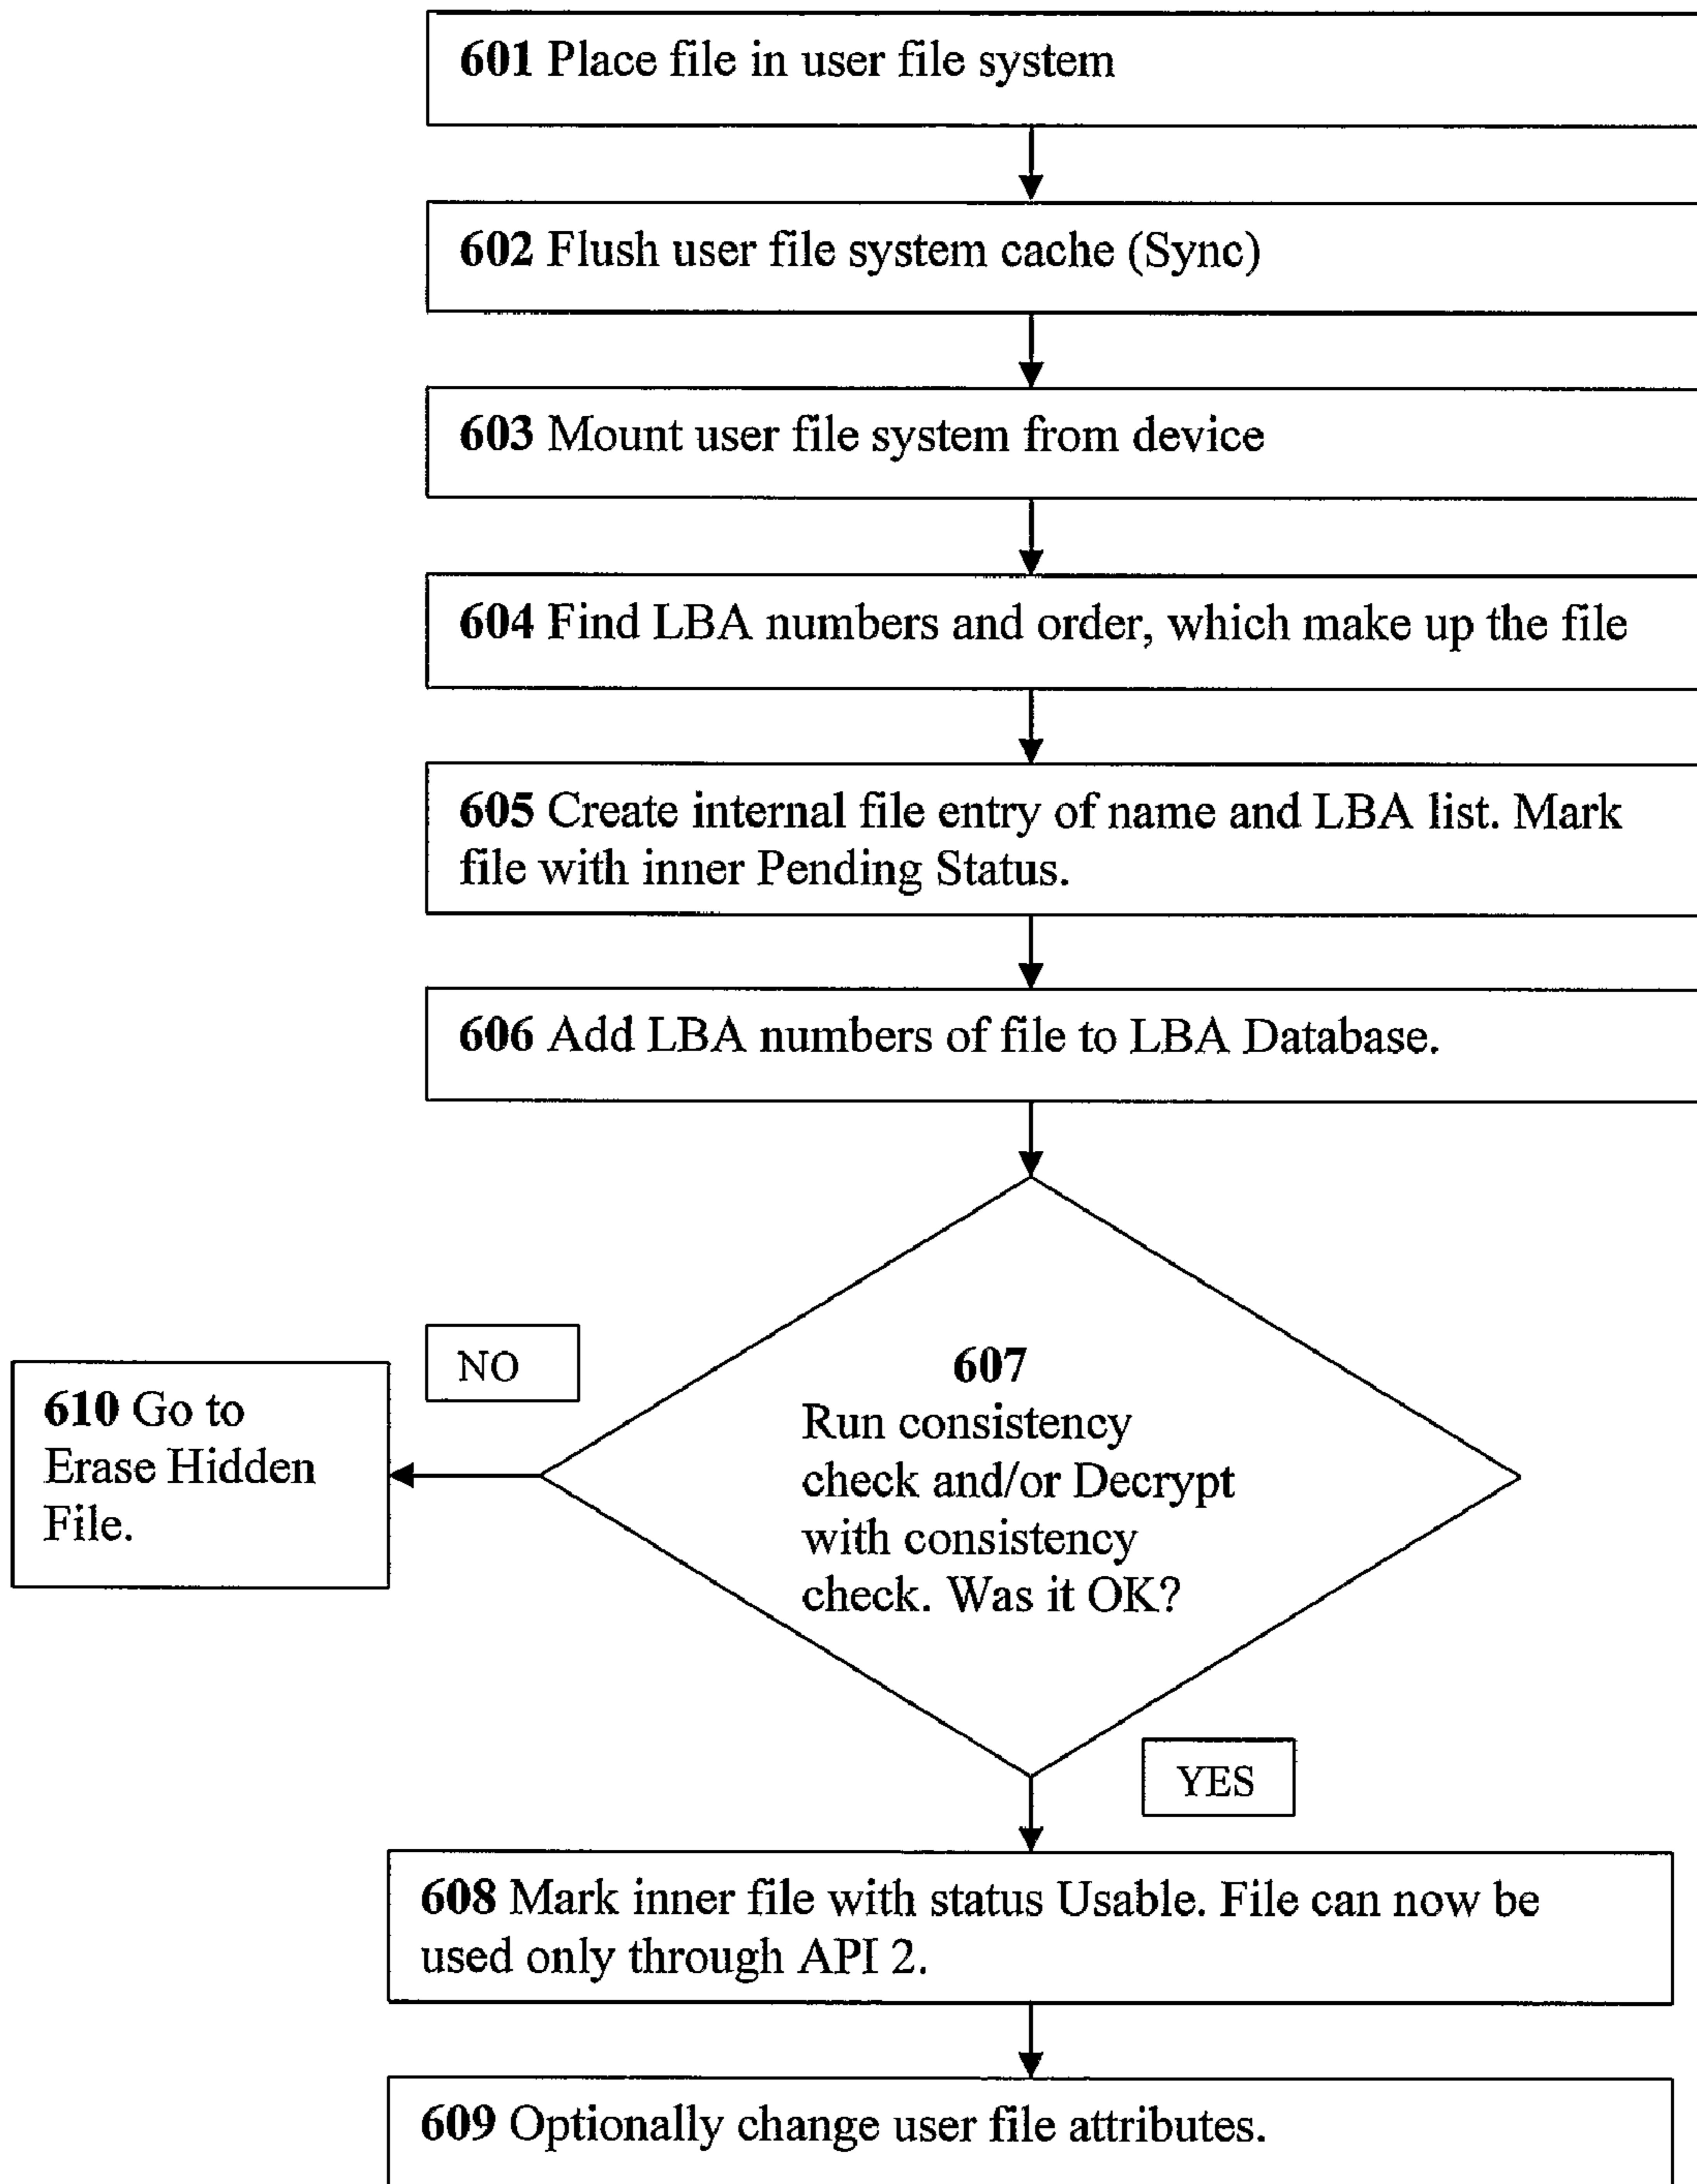 601 Place file in user file system
602 Flush user file system cache (Sync)
603 Mount user file system from device
604 Find LBA numbers and order, which make up the file
605 Create internal file entry of name and LBA list. Mark
file with inner Pending Status.
606 Add LBA numbers of file to LBA Database.
607
Run consistency
check and/or Decrypt
with consistency
check. Was it OK?
NO
610 Go to
Erase Hidden
File.
YES
608 Mark inner file with status Usable. File can now be
used only through API 2.
609 Optionally change user file attributes.